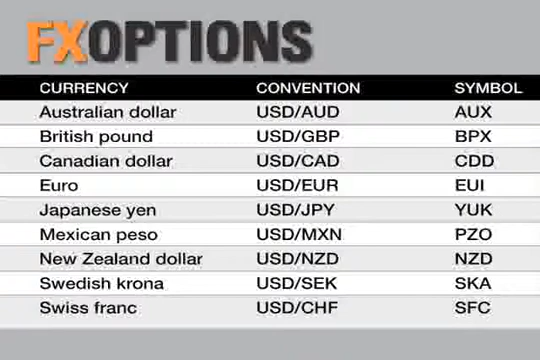 FXOPTIONS
CURRENCY CONVENTION SYMBOL
Australian dollar USD/AUD AUX
British pound USD/GBP BPX
Canadian dollar USD/CAD CDD
Euro USD/EUR EUI
Japanese yen USD/JPY YUK
Mexican peso USD/MXN PZO
New Zealand dollar USD/NZD NZD
Swedish krona USD/SEK SKA
Swiss franc USD/CHF SFC